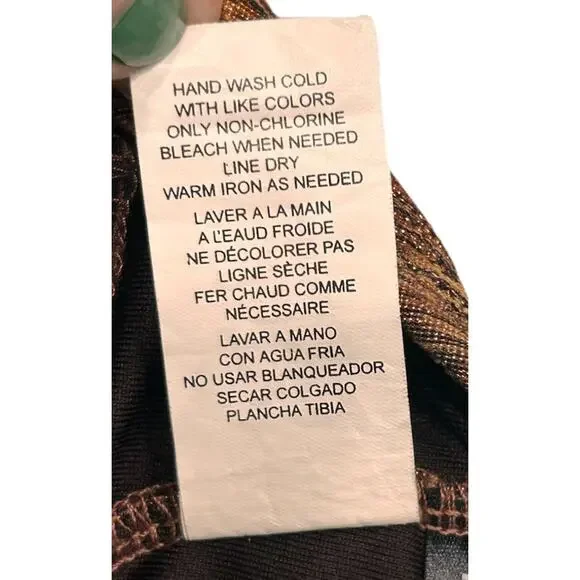 HAND WASH COLD
WITH LIKE COLORS
ONLY NON-CHLORINE
BLEACH WHEN NEEDED
LINE DRY
WARM IRON AS NEEDED
LAVER A LA MAIN
A L'EAUD FROIDE
NE DÉCOLORER PAS
LIGNE SÈCHE
FER CHAUD COMME
NÉCESSAIRE
LAVAR A MANO
CON AGUA FRIA
NO USAR BLANQUEADOR
SECAR COLGADO
PLANCHA TIBIA